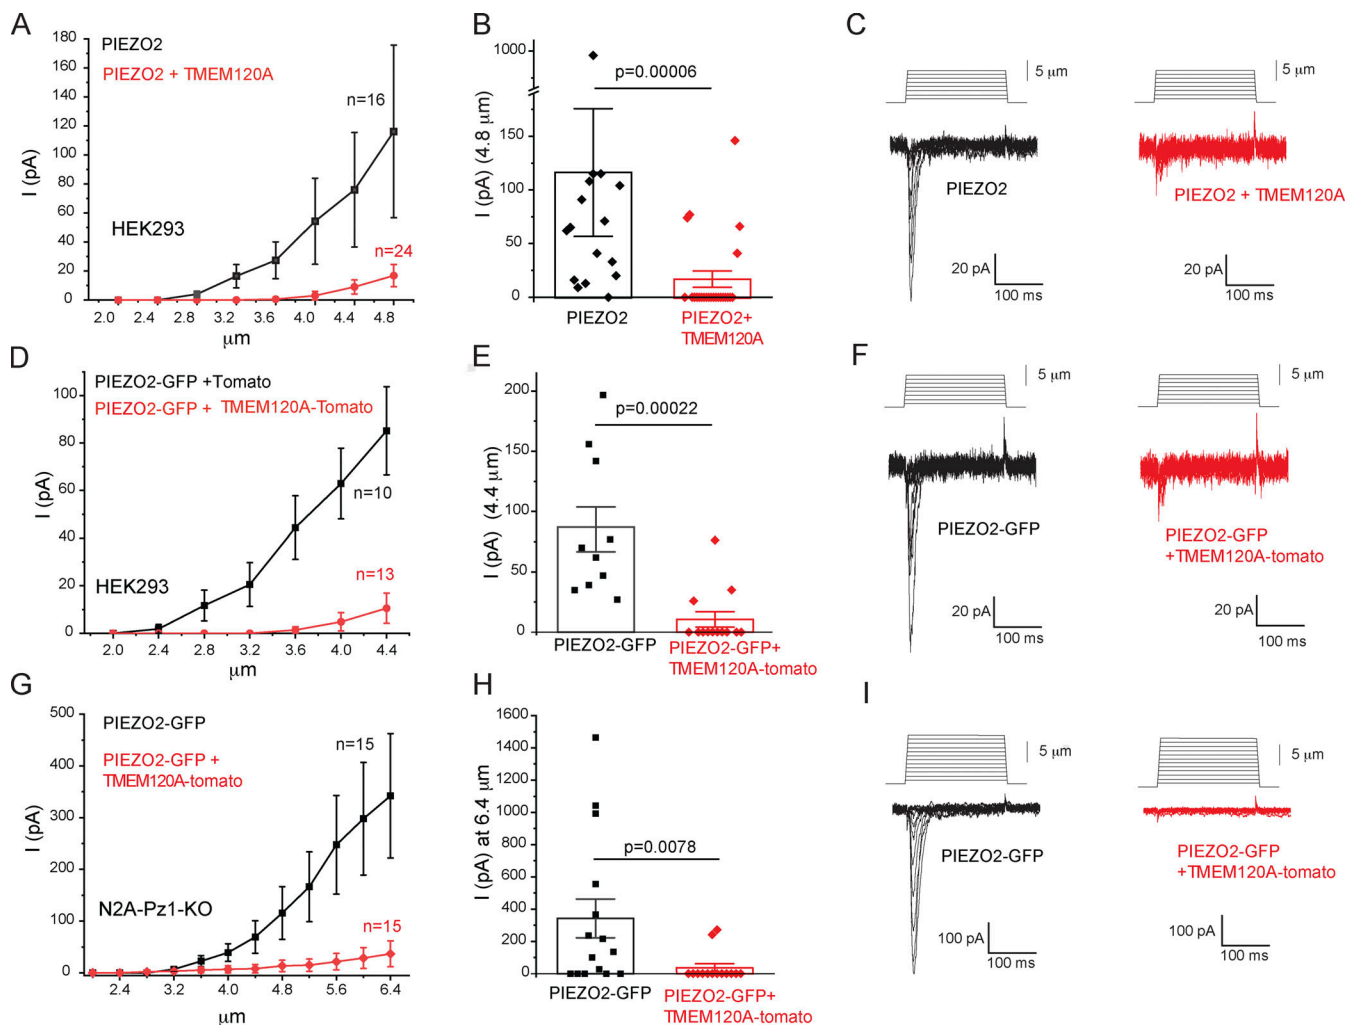 A
I (pA)
180
160
140
120
100
80
60
40
20
0
PIEZO2
PIEZO2 + TMEM120A
n=16
HEK293
n=24
2.0 2.4 2.8 3.2 3.6 4.0 4.4 4.8
μm
B
I (pA) (4.8 μm)
1000
150
100
50
0
p=0.00006
PIEZO2
PIEZO2+
TMEM120A
C
5 μm
5 μm
PIEZO2
PIEZO2 + TMEM120A
20 pA
100 ms
20 pA
100 ms
D
I (pA)
100
80
60
40
20
0
PIEZO2-GFP +Tomato
PIEZO2-GFP + TMEM120A-Tomato
n=10
HEK293
n=13
2.0 2.4 2.8 3.2 3.6 4.0 4.4
μm
E
I (pA) (4.4 μm)
200
150
100
50
0
p=0.00022
PIEZO2-GFP
PIEZO2-GFP+
TMEM120A-tomato
F
5 μm
5 μm
PIEZO2-GFP
PIEZO2-GFP
+TMEM120A-tomato
20 pA
100 ms
20 pA
100 ms
G
I (pA)
500
400
300
200
100
0
PIEZO2-GFP
PIEZO2-GFP +
TMEM120A-tomato
n=15
N2A-Pz1-KO
n=15
2.4 3.2 4.0 4.8 5.6 6.4
μm
H
I (pA) at 6.4 μm
1600
1400
1200
1000
800
600
400
200
0
p=0.0078
PIEZO2-GFP
PIEZO2-GFP+
TMEM120A-tomato
I
5 μm
5 μm
PIEZO2-GFP
PIEZO2-GFP
+TMEM120A-tomato
100 pA
100 ms
100 pA
100 ms